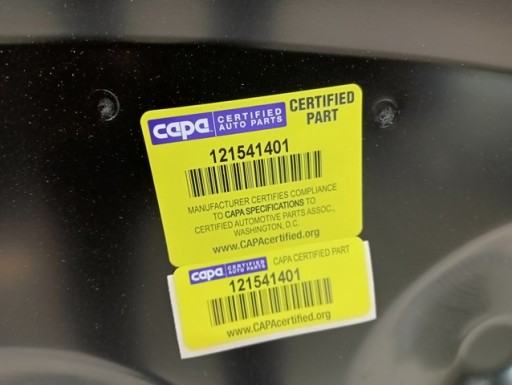 capa CERTIFIED AUTO PARTS CERTIFIED PART
121541401
MANUFACTURER CERTIFIES COMPLIANCE
TO CAPA SPECIFICATIONS TO
CERTIFIED AUTOMOTIVE PARTS ASSOC.,
WASHINGTON, D.C.
www.CAPAcertified.org
capa CERTIFIED AUTO PARTS CAPA CERTIFIED PART
121541401
www.CAPAcertified.org